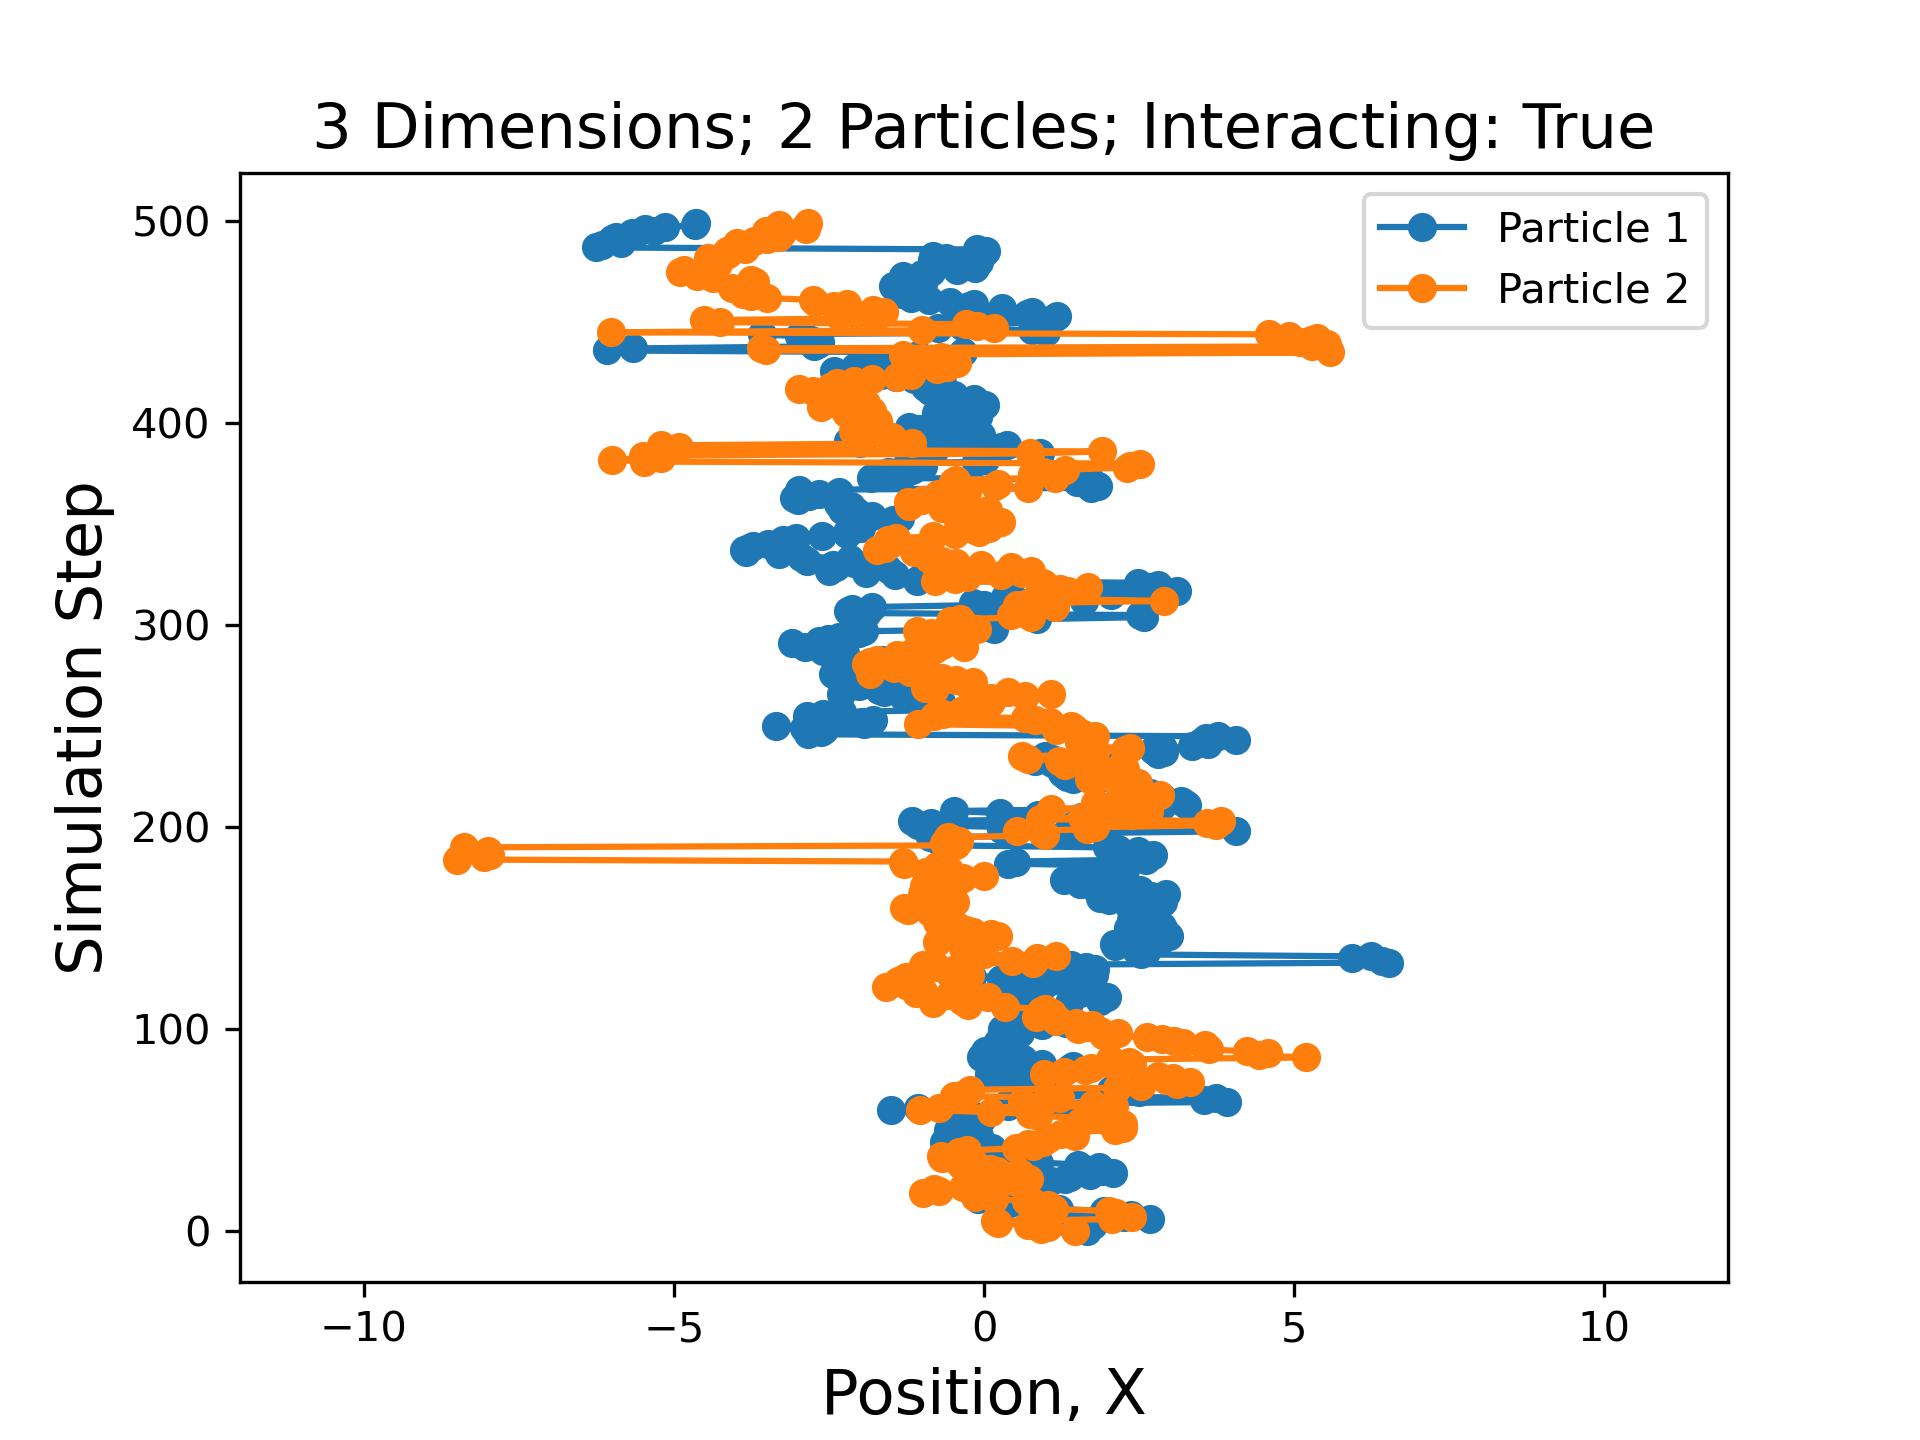 3 Dimensions; 2 Particles; Interacting: True
Particle 1
Particle 2
Simulation Step
500
400
300
200
100
0
−10
−5
0
5
10
Position, X